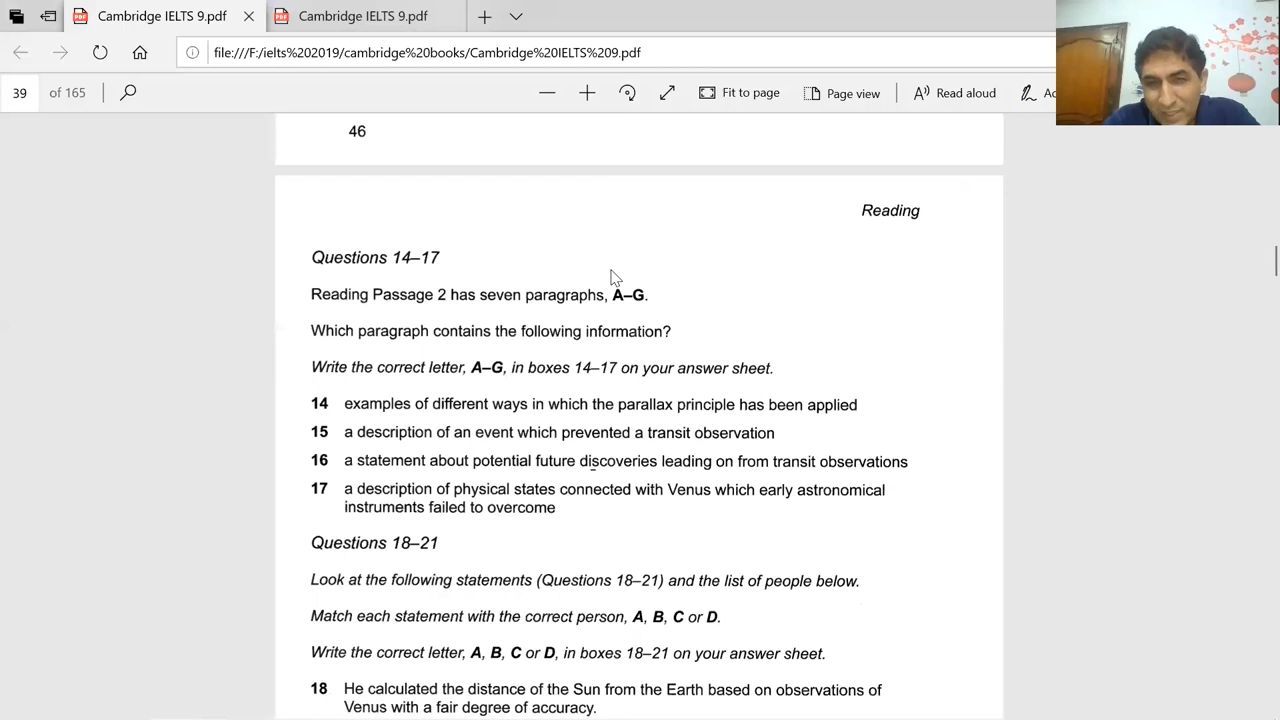 Cambridge IELTS 9.pdf
Cambridge IELTS 9.pdf
file:///F:/ielts%202019/cambridge%20books/Cambridge%20IELTS%209.pdf
39 of 165
Fit to page
Page view
Read aloud
46
Reading
Questions 14–17
Reading Passage 2 has seven paragraphs, A–G.
Which paragraph contains the following information?
Write the correct letter, A–G, in boxes 14–17 on your answer sheet.
14 examples of different ways in which the parallax principle has been applied
15 a description of an event which prevented a transit observation
16 a statement about potential future discoveries leading on from transit observations
17 a description of physical states connected with Venus which early astronomical
instruments failed to overcome
Questions 18–21
Look at the following statements (Questions 18–21) and the list of people below.
Match each statement with the correct person, A, B, C or D.
Write the correct letter, A, B, C or D, in boxes 18–21 on your answer sheet.
18 He calculated the distance of the Sun from the Earth based on observations of
Venus with a fair degree of accuracy.